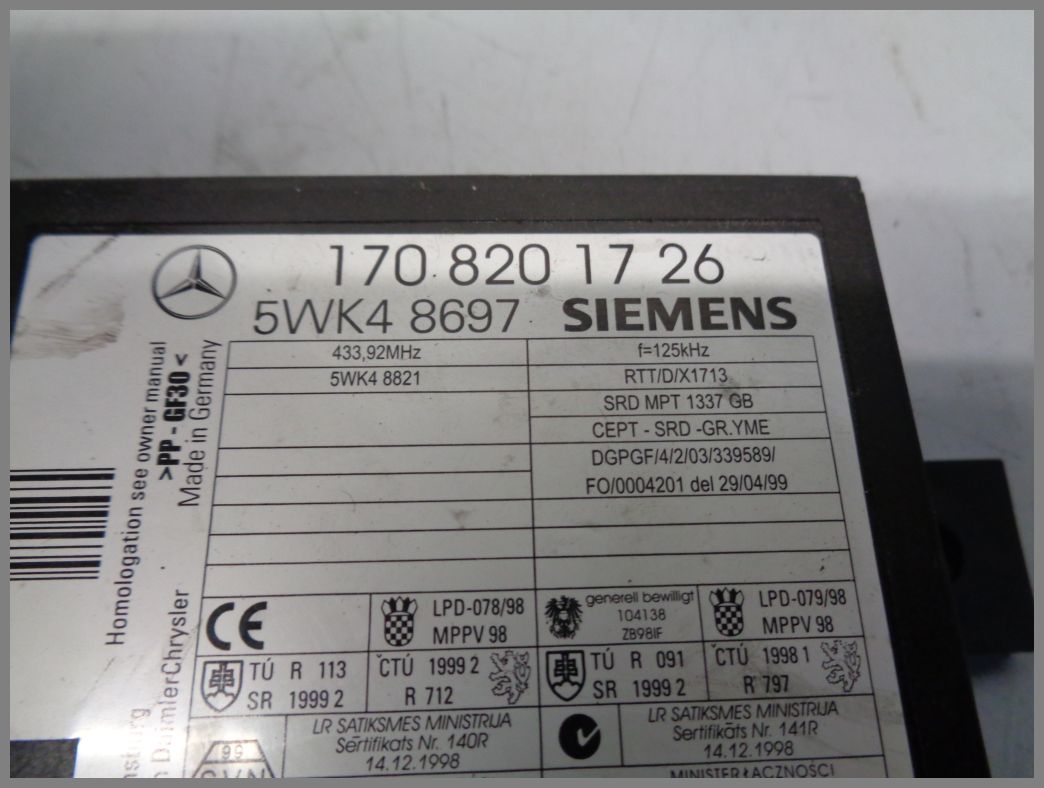 170 820 17 26
5WK4 8697 SIEMENS
433,92MHz
f=125kHz
5WK4 8821
RTT/D/X1713
SRD MPT 1337 GB
CEPT - SRD -GR.YME
DGPGF/4/2/03/339589/
FO/0004201 del 29/04/99
Homologation see owner manual
>PP - GF30<
Made in Germany
DaimlerChrysler
CE
LPD-078/98
MPPV 98
generell bewilligt
104138
ZB98IF
LPD-079/98
MPPV 98
TÚ R 113
SR 1999 2
ČTÚ 1999 2
R 712
TÚ R 091
SR 1999 2
ČTÚ 1998 1
R 797
99
LR SATIKSMES MINISTRIJA
Sertifikats Nr. 140R
14.12.1998
LR SATIKSMES MINISTRIJA
Sertifikats Nr. 141R
14.12.1998
MINISTER ŁĄCZNOŚCI